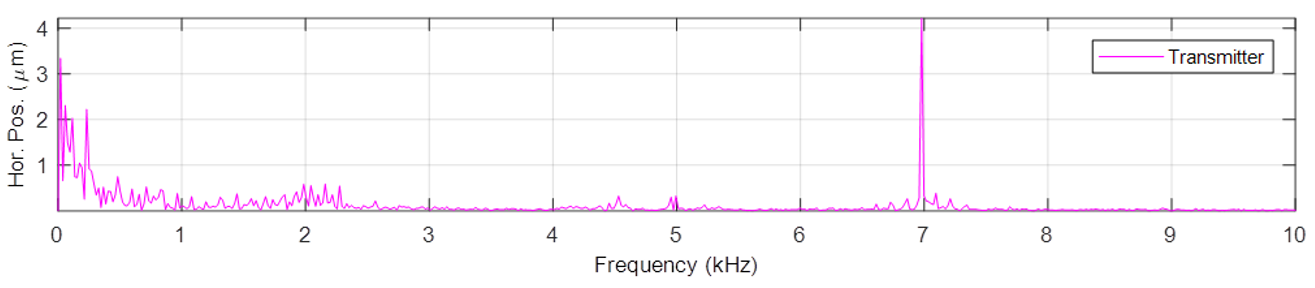 4
3
2
1
Hor. Pos. (μm)
Transmitter
0 1 2 3 4 5 6 7 8 9 10
Frequency (kHz)